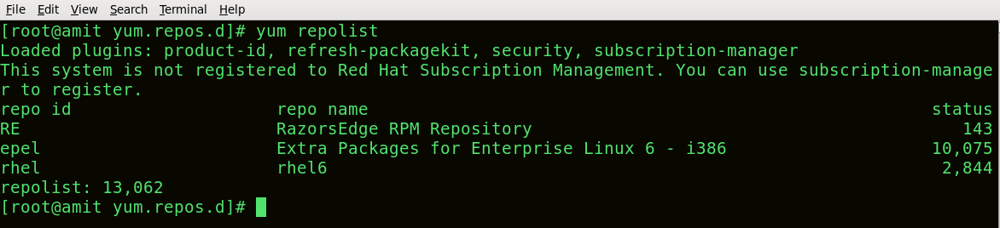 File Edit View Search Terminal Help
[root@amit yum.repos.d]# yum repolist
Loaded plugins: product-id, refresh-packagekit, security, subscription-manager
This system is not registered to Red Hat Subscription Management. You can use subscription-manage
r to register.
repo id repo name status
RE RazorsEdge RPM Repository 143
epel Extra Packages for Enterprise Linux 6 - i386 10,075
rhel rhel6 2,844
repolist: 13,062
[root@amit yum.repos.d]#